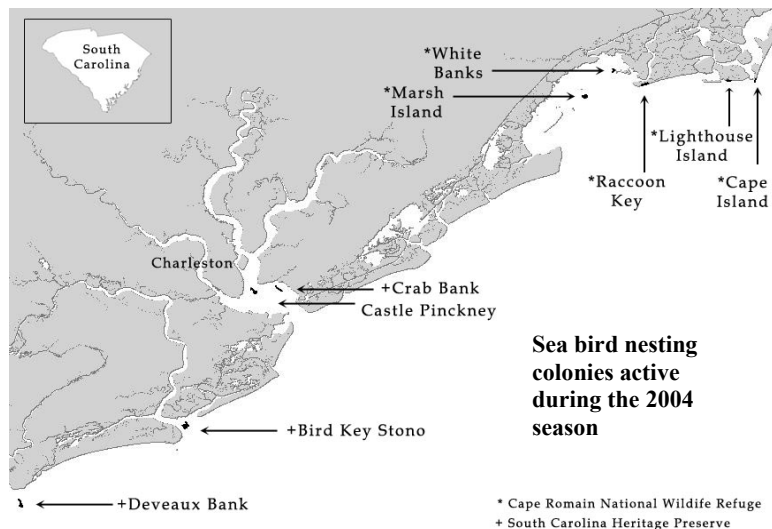 South
Carolina
*White
Banks
*Marsh
Island
*Lighthouse
Island
*Raccoon
Key
*Cape
Island
Charleston
+Crab Bank
Castle Pinckney
Sea bird nesting
colonies active
during the 2004
season
+Bird Key Stono
+Deveaux Bank
* Cape Romain National Wildlife Refuge
+ South Carolina Heritage Preserve